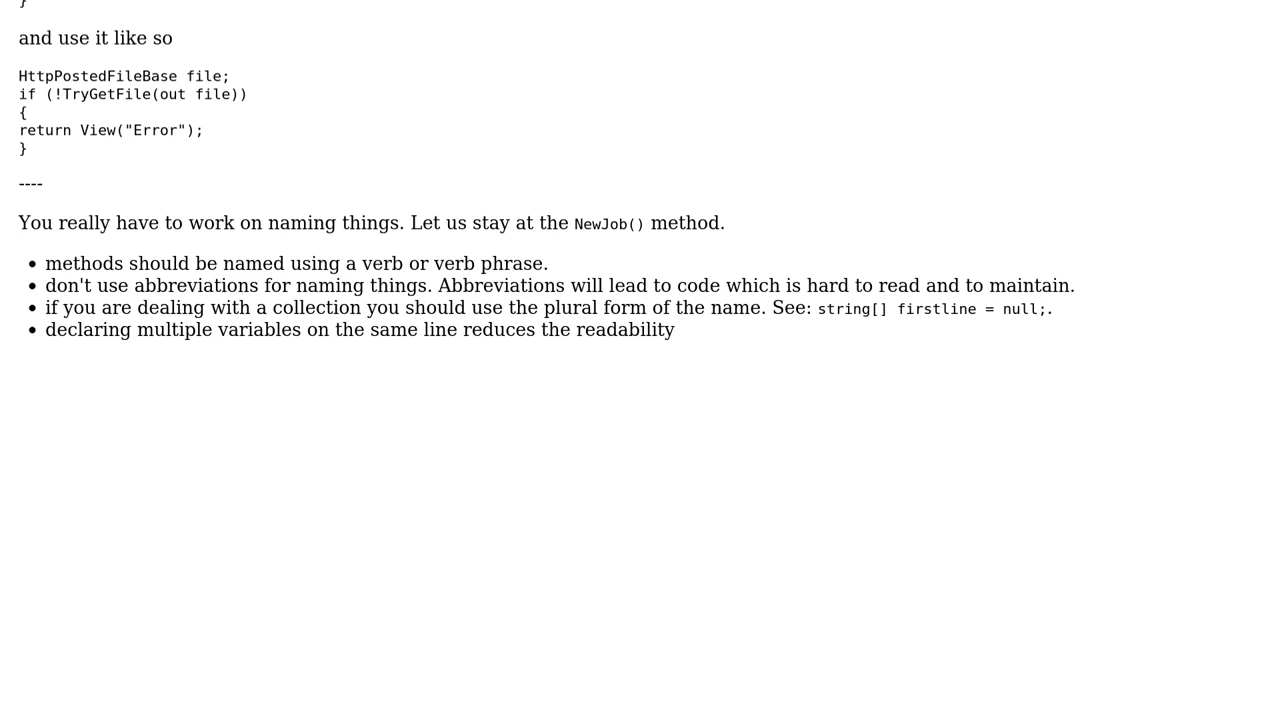 }
and use it like so
HttpPostedFileBase file;
if (!TryGetFile(out file))
{
return View("Error");
}
----
You really have to work on naming things. Let us stay at the NewJob() method.
• methods should be named using a verb or verb phrase.
• don't use abbreviations for naming things. Abbreviations will lead to code which is hard to read and to maintain.
• if you are dealing with a collection you should use the plural form of the name. See: string[] firstline = null;.
• declaring multiple variables on the same line reduces the readability